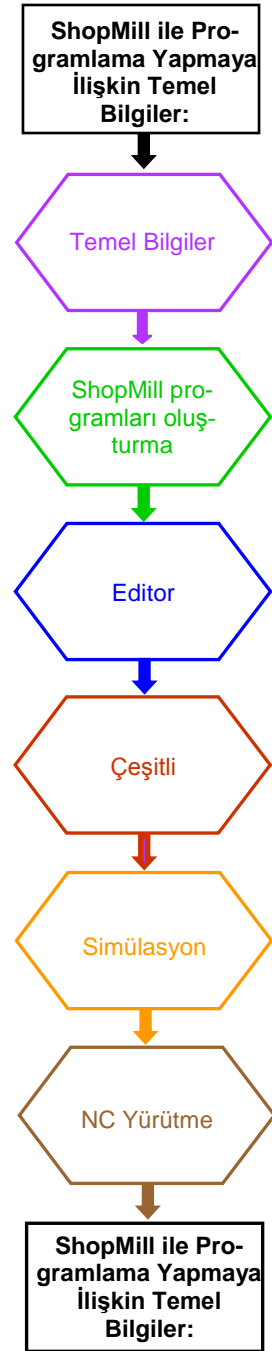 ShopMill ile Pro-
gramlama Yapmaya
İlişkin Temel
Bilgiler:
Temel Bilgiler
ShopMill pro-
gramları oluş-
turma
Editor
Çeşitli
Simülasyon
NC Yürütme
ShopMill ile Pro-
gramlama Yapmaya
İlişkin Temel
Bilgiler: